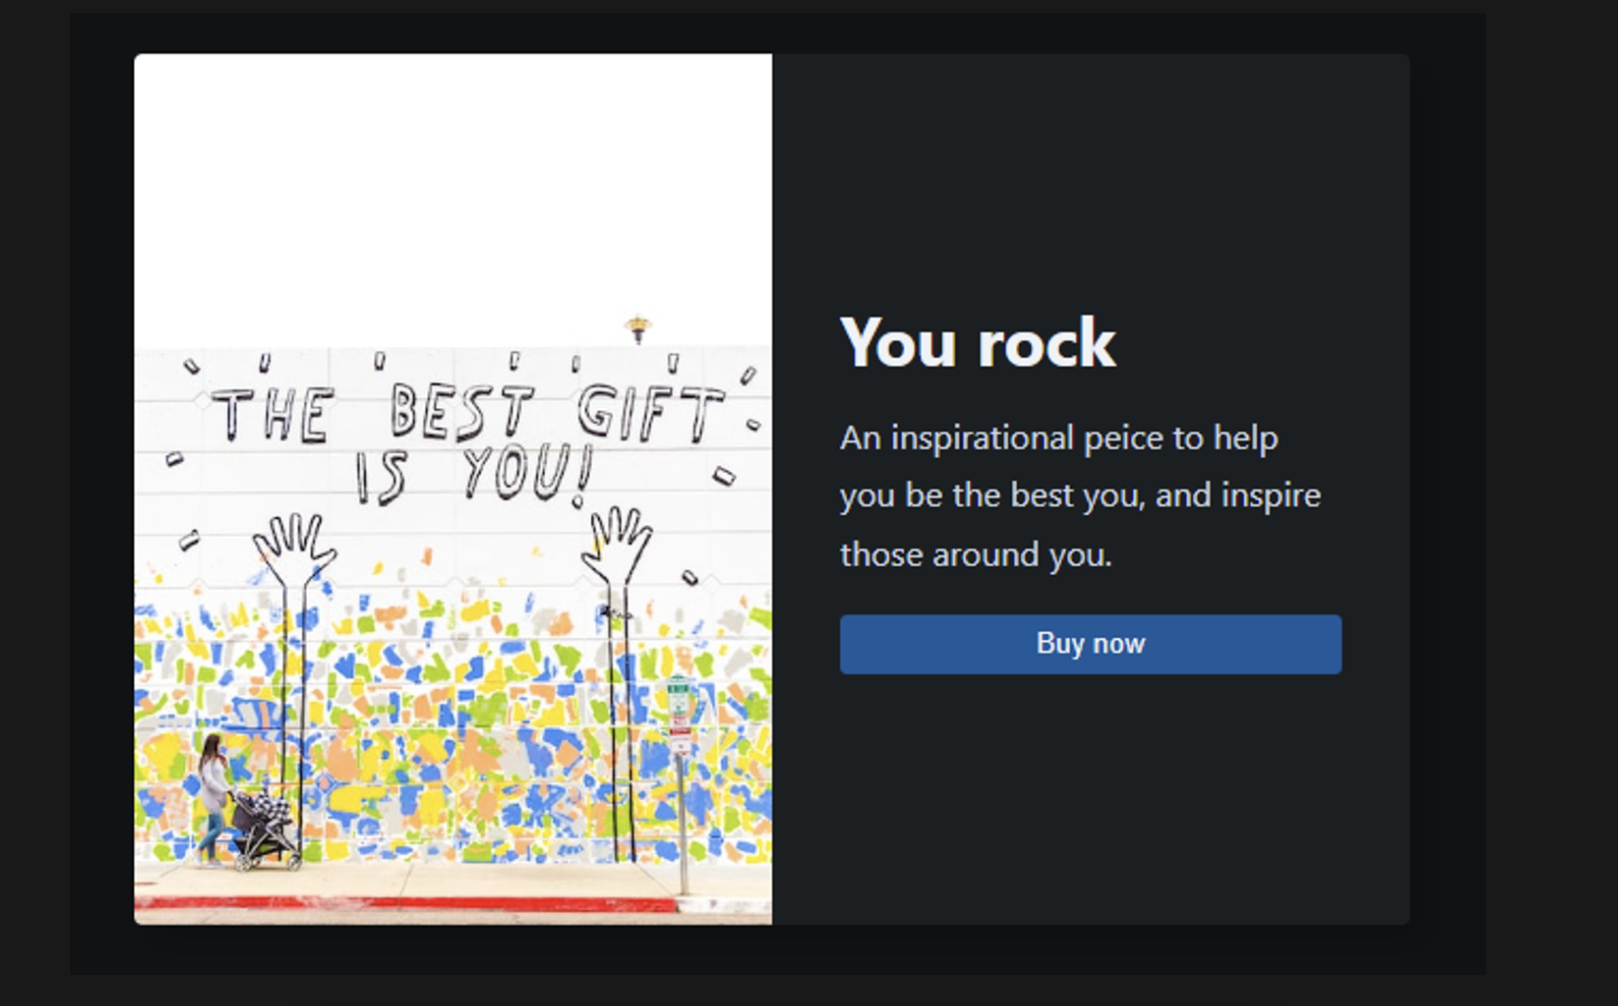 THE BEST GIFT
IS YOU!
You rock
An inspirational peice to help
you be the best you, and inspire
those around you.
Buy now